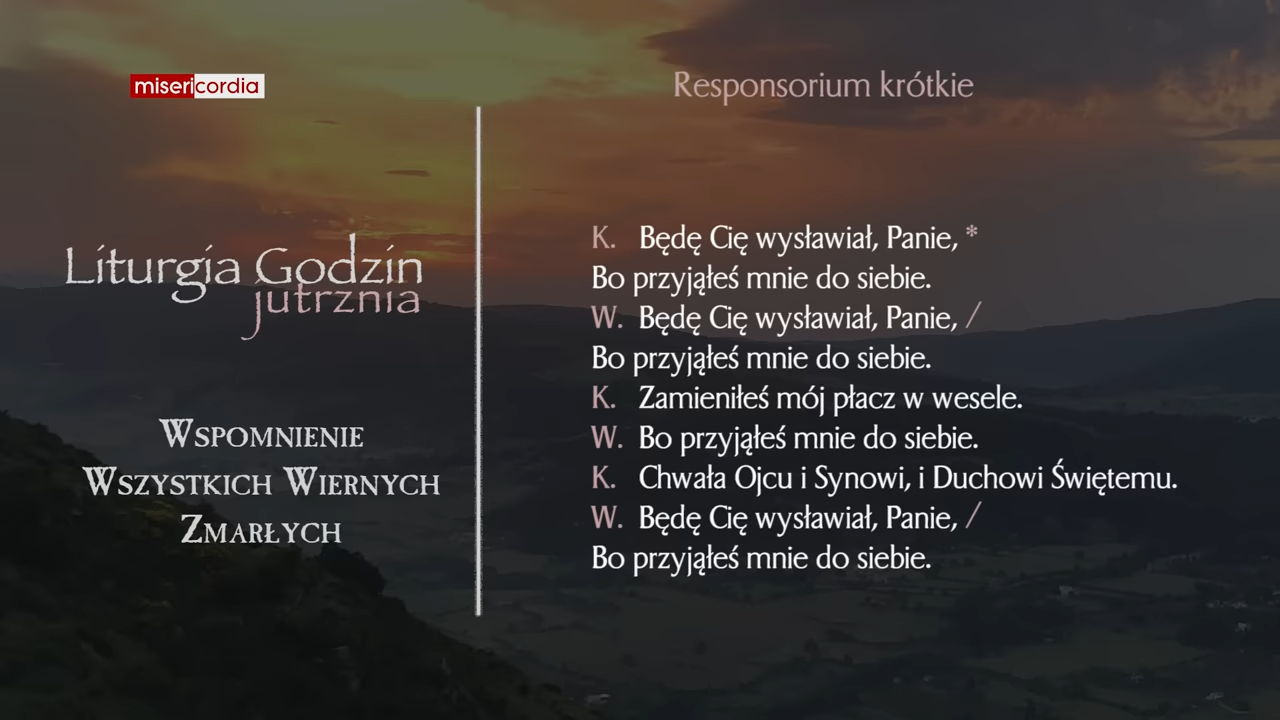 misericordia
Liturgia Godzin
jutrznia
Wspomnienie
Wszystkich Wiernych
Zmarłych
Responsorium krótkie
K. Będę Cię wysławiał, Panie, *
Bo przyjąłeś mnie do siebie.
W. Będę Cię wysławiał, Panie, /
Bo przyjąłeś mnie do siebie.
K. Zamieniłeś mój płacz w wesele.
W. Bo przyjąłeś mnie do siebie.
K. Chwała Ojcu i Synowi, i Duchowi Świętemu.
W. Będę Cię wysławiał, Panie, /
Bo przyjąłeś mnie do siebie.